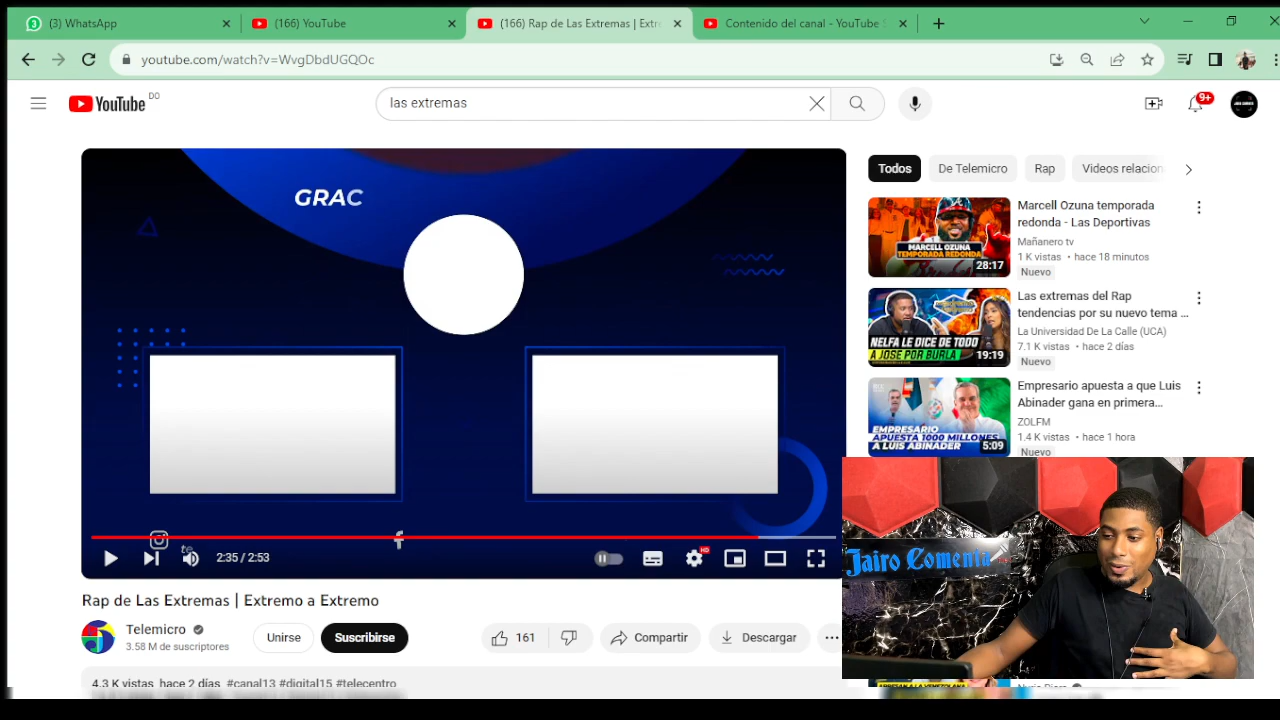 (3) WhatsApp
(166) YouTube
(166) Rap de Las Extremas | Extre
Contenido del canal - YouTube S
youtube.com/watch?v=WvgDbdUGQOc
YouTube DO
las extremas
9+
GRAC
2:35 / 2:53
HD
Rap de Las Extremas | Extremo a Extremo
Telemicro
3.58 M de suscriptores
Unirse
Suscribirse
161
Compartir
Descargar
4.3 K vistas hace 2 días #canal13 #digital15 #telecentro
Todos
De Telemicro
Rap
Videos relacion
MARCELL OZUNA
TEMPORADA REDONDA
28:17
Marcell Ozuna temporada
redonda - Las Deportivas
Mañanero tv
1 K vistas • hace 18 minutos
Nuevo
NELFA LE DICE DE TODO
A JOSE POR BURLA
19:19
Las extremas del Rap
tendencias por su nuevo tema ...
La Universidad De La Calle (UCA)
7.1 K vistas • hace 2 días
Nuevo
EMPRESARIO
APUESTA 1000 MILLONES
A LUIS ABINADER
5:09
Empresario apuesta a que Luis
Abinader gana en primera...
ZOLFM
1.4 K vistas • hace 1 hora
Nuevo
Jairo Comenta